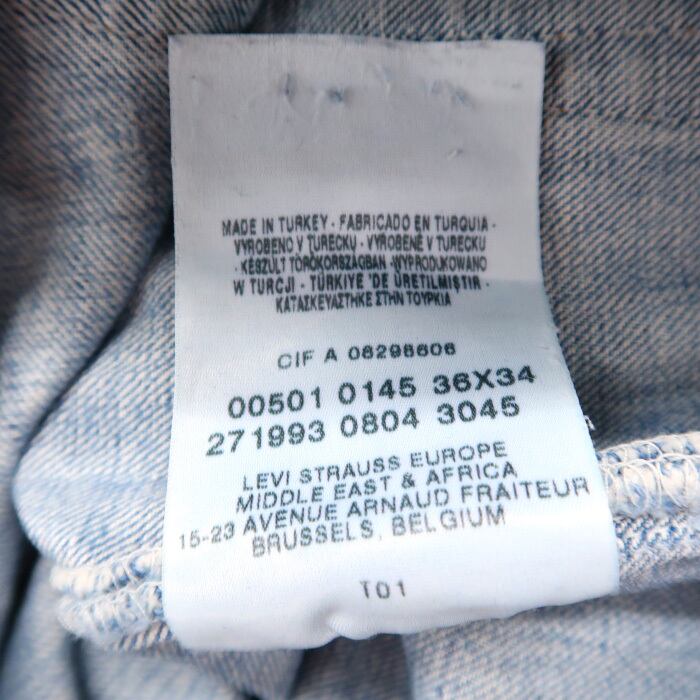 MADE IN TURKEY - FABRICADO EN TURQUIA -
VYROBENO V TURECKU - VYROBENÉ V TURECKU
- KÉSZULT TÖRÖKORSZAGBAN -WYPRODUKOWANO
W TURCJI - TÜRKIYE 'DE ÜRETILMIŞTIR -
ΚΑΤΑΣΚΕΥΑΣΤΗΚΕ ΣΤΗΝ ΤΟΥΡΚΙΑ
CIF A 08298606
00501 0145 36X34
271993 0804 3045
LEVI STRAUSS EUROPE
MIDDLE EAST & AFRICA
15-23 AVENUE ARNAUD FRAITEUR
BRUSSELS, BELGIUM
T01